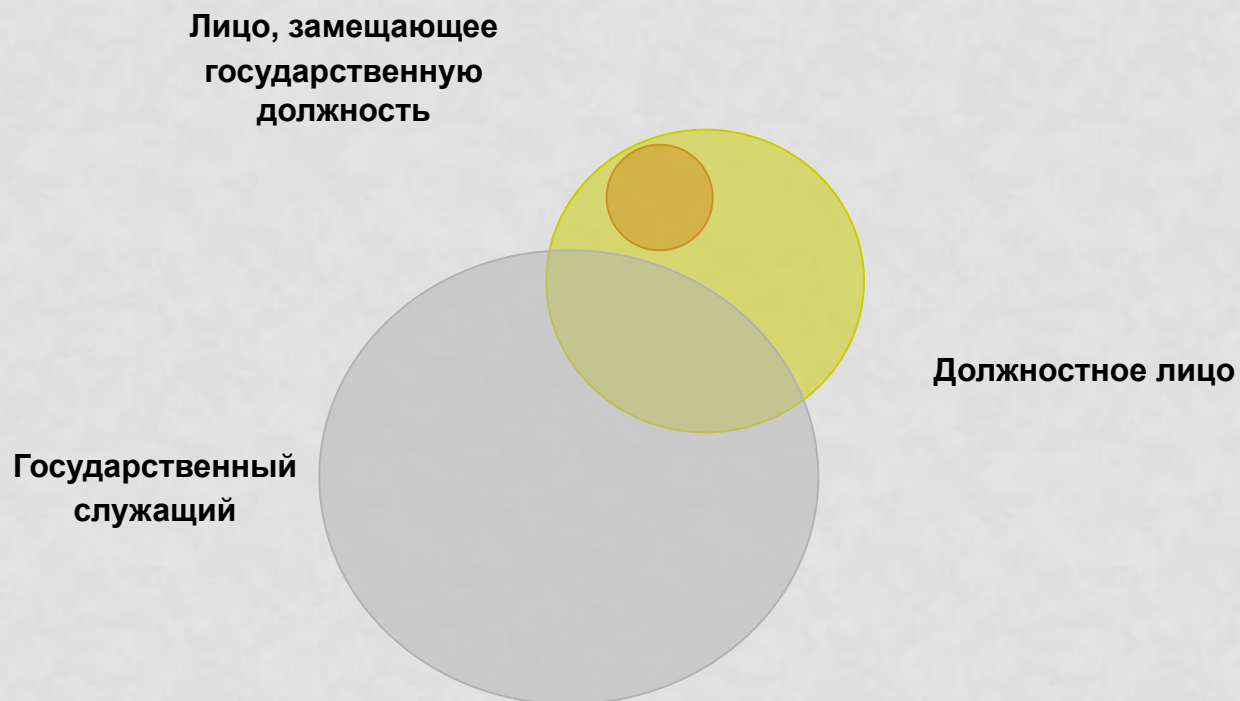 Лицо, замещающее
государственную
должность
Должностное лицо
Государственный
служащий